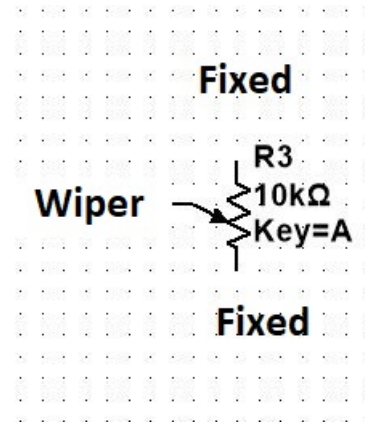 Fixed
R3
10kΩ
Wiper
Key=A
Fixed